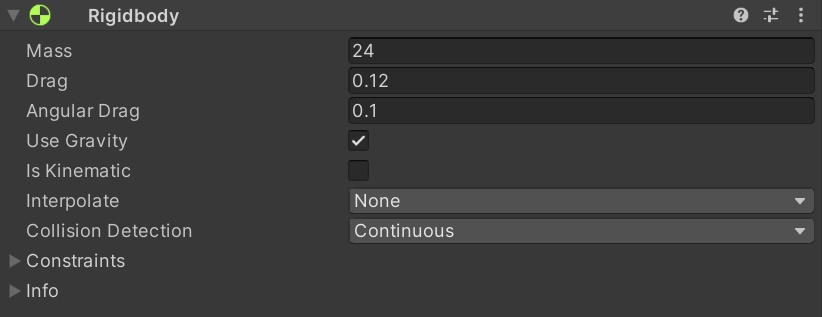 Rigidbody
Mass 24
Drag 0.12
Angular Drag 0.1
Use Gravity
Is Kinematic
Interpolate None
Collision Detection Continuous
Constraints
Info